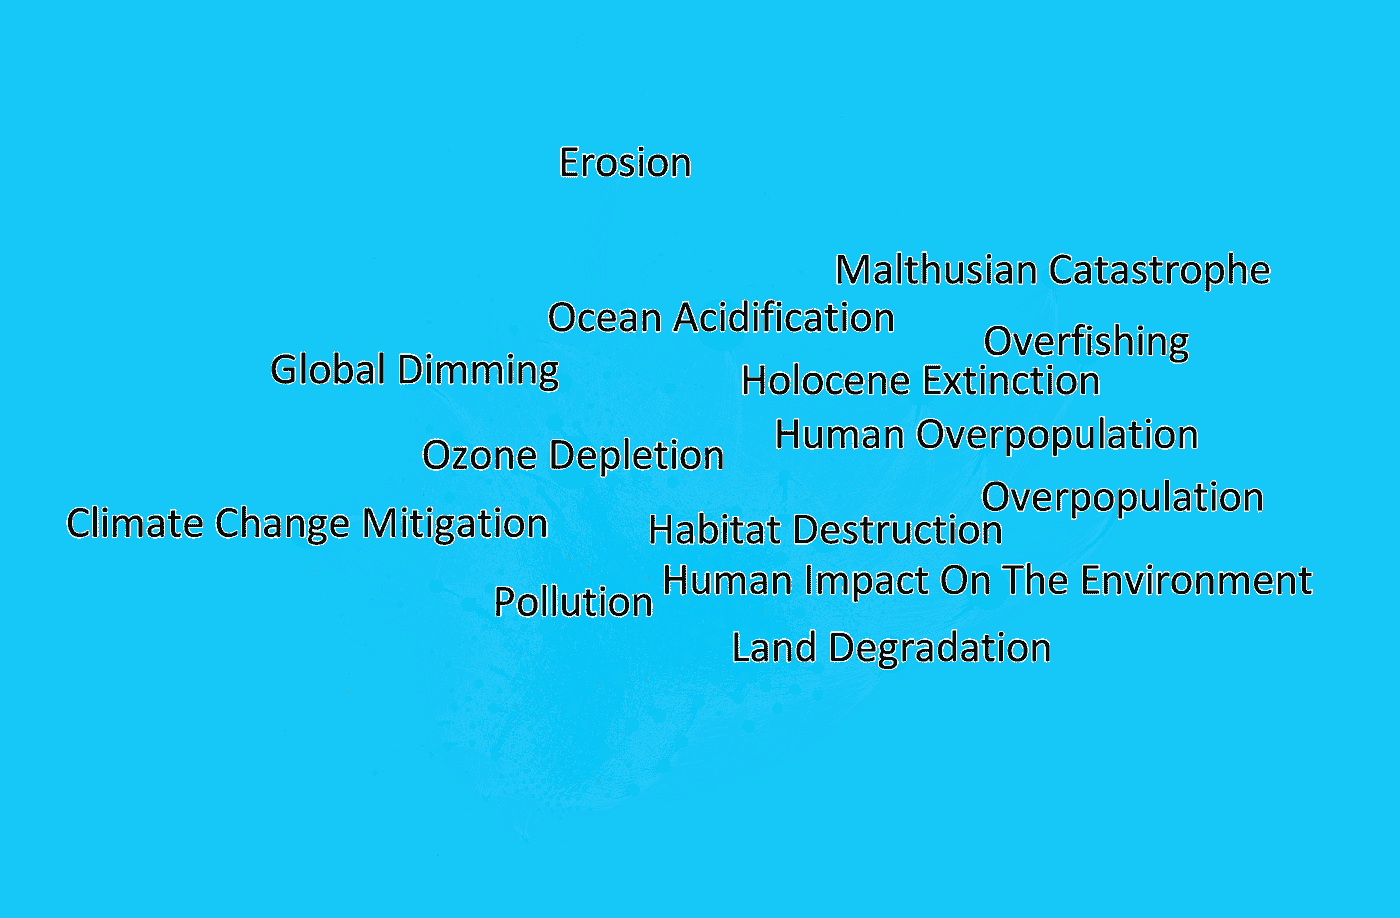 Erosion
Malthusian Catastrophe
Ocean Acidification
Overfishing
Global Dimming
Holocene Extinction
Human Overpopulation
Ozone Depletion
Overpopulation
Climate Change Mitigation
Habitat Destruction
Human Impact On The Environment
Pollution
Land Degradation